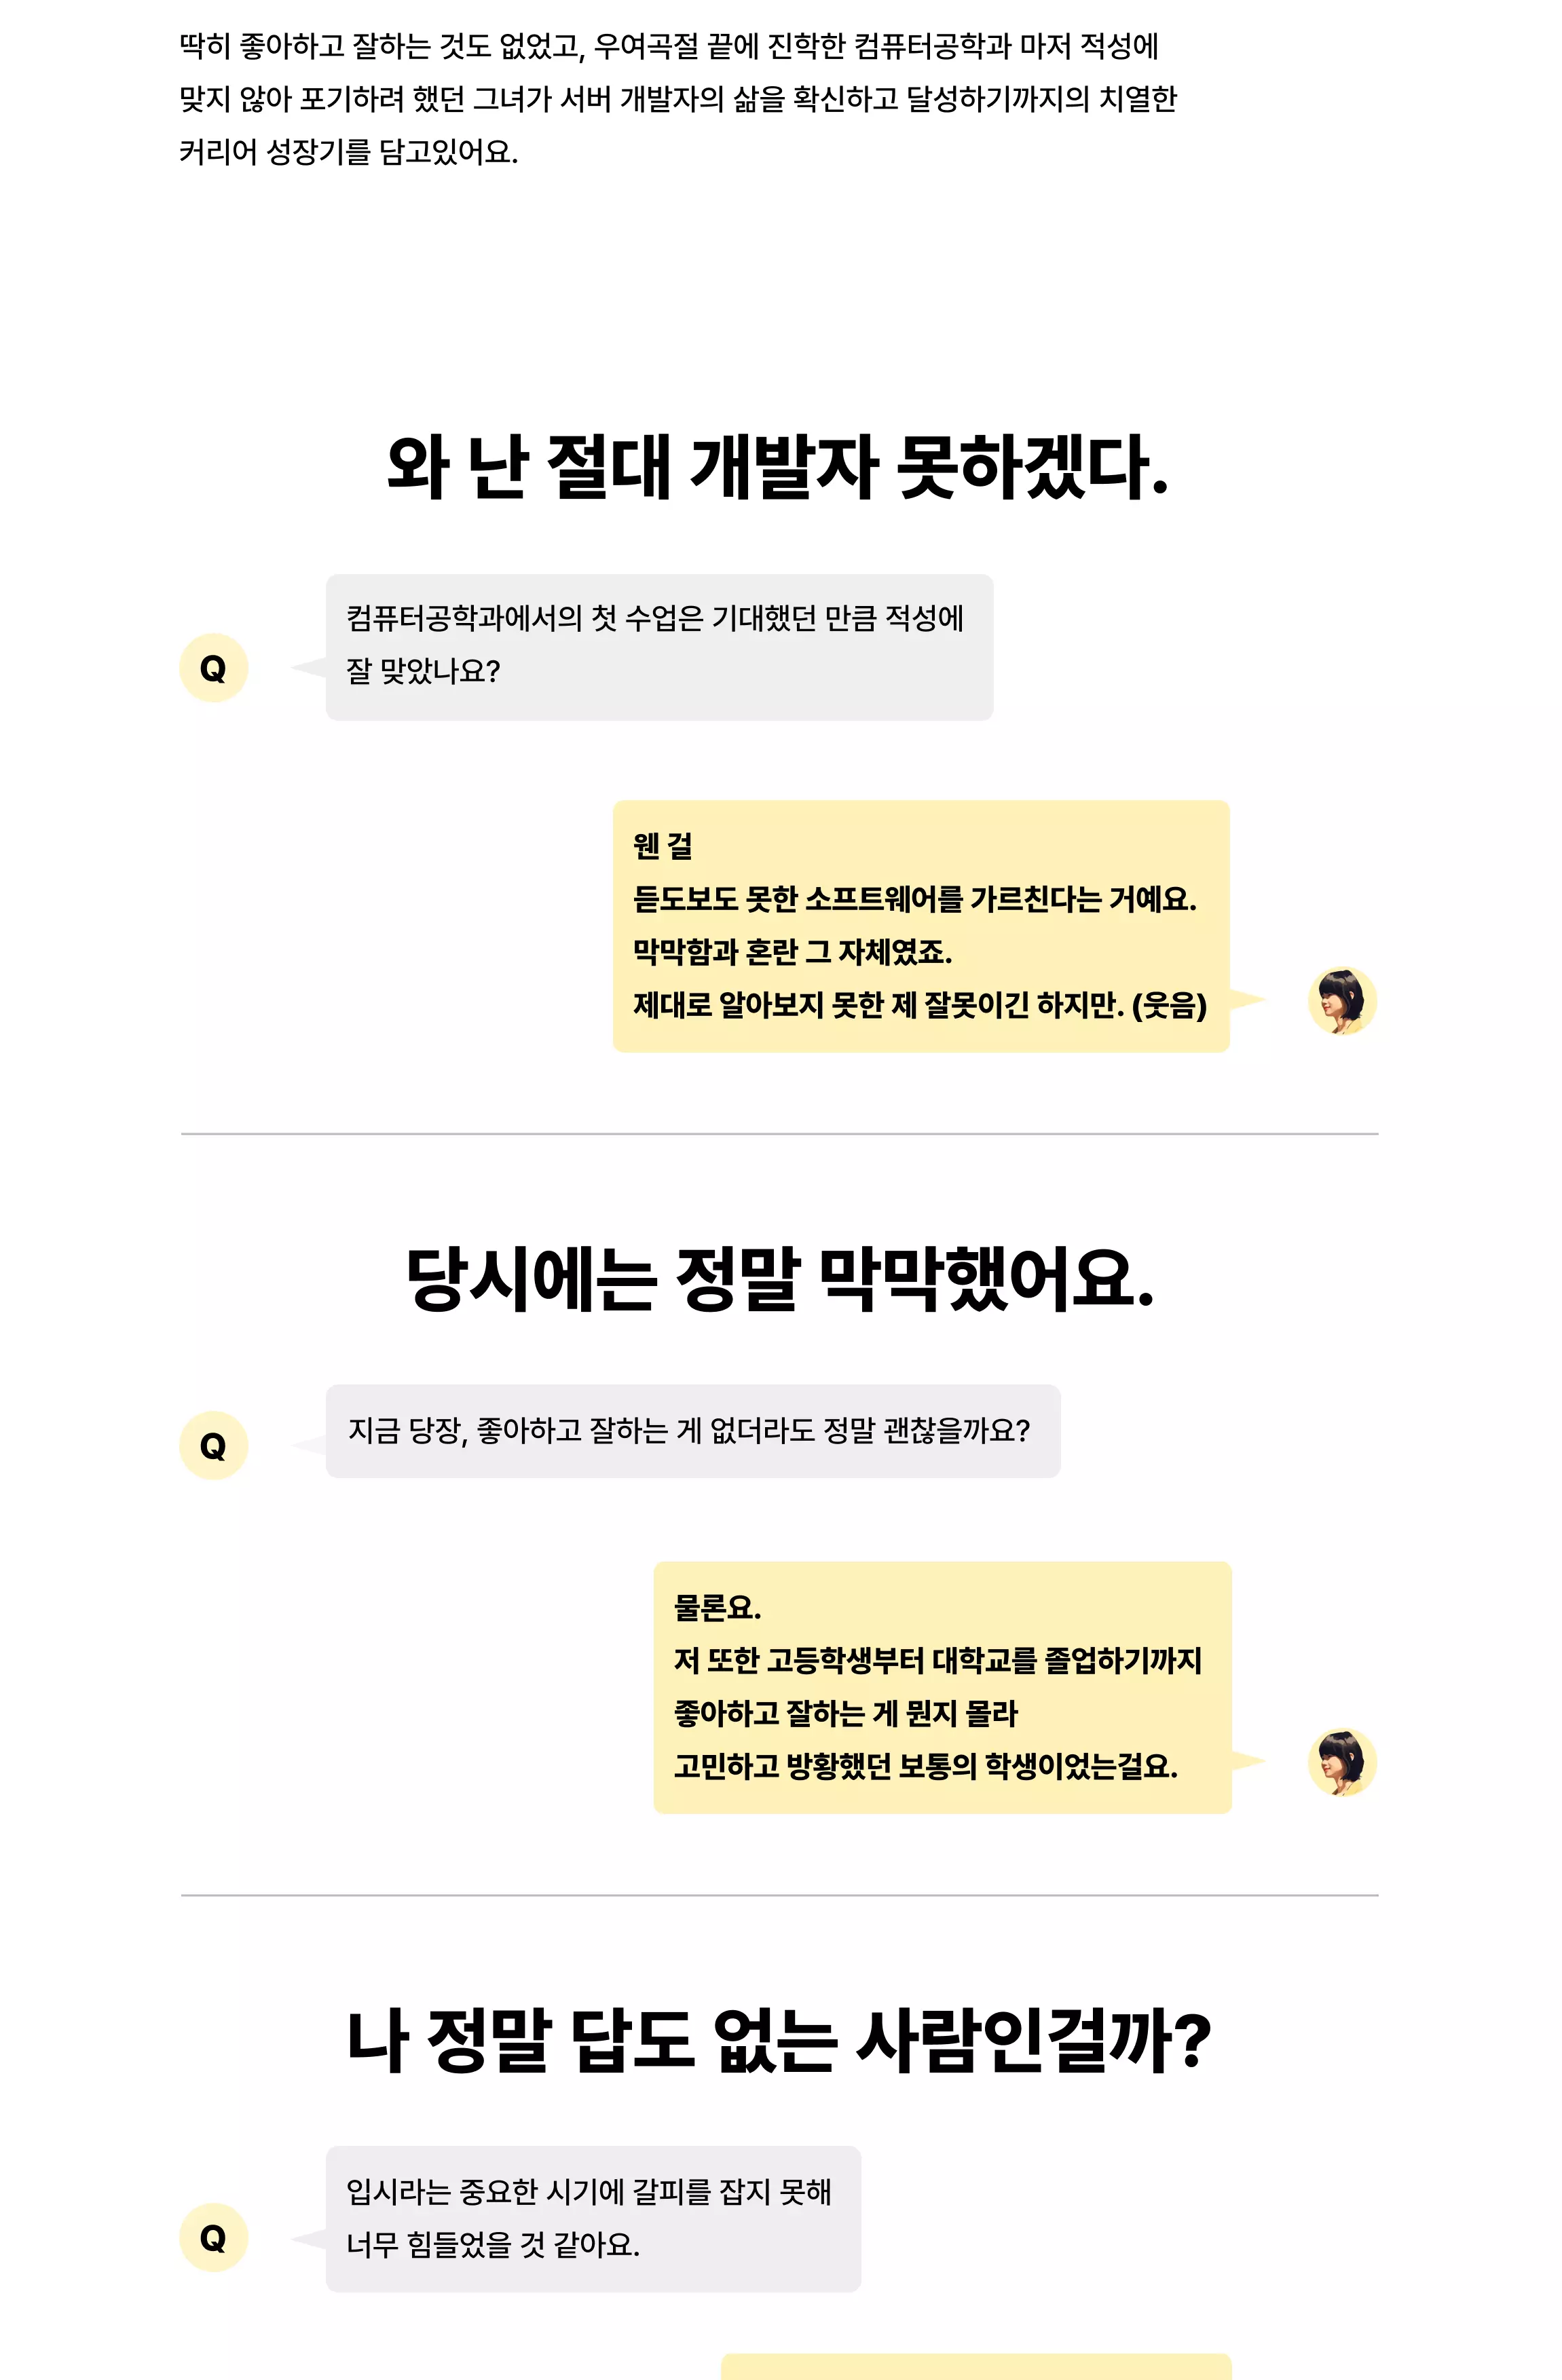 딱히 좋아하고 잘하는 것도 없었고, 우여곡절 끝에 진학한 컴퓨터공학과 마저 적성에
맞지 않아 포기하려 했던 그녀가 서버 개발자의 삶을 확신하고 달성하기까지의 치열한
커리어 성장기를 담고있어요.
와 난 절대 개발자 못하겠다.
컴퓨터공학과에서의 첫 수업은 기대했던 만큼 적성에
잘 맞았나요?
Q
웬 걸
듣도보도 못한 소프트웨어를 가르친다는 거예요.
막막함과 혼란 그 자체였죠.
제대로 알아보지 못한 제 잘못이긴 하지만. (웃음)
당시에는 정말 막막했어요.
Q
지금 당장, 좋아하고 잘하는 게 없더라도 정말 괜찮을까요?
물론요.
저 또한 고등학생부터 대학교를 졸업하기까지
좋아하고 잘하는 게 뭔지 몰라
고민하고 방황했던 보통의 학생이었는걸요.
나 정말 답도 없는 사람인걸까?
입시라는 중요한 시기에 갈피를 잡지 못해
너무 힘들었을 것 같아요.
Q